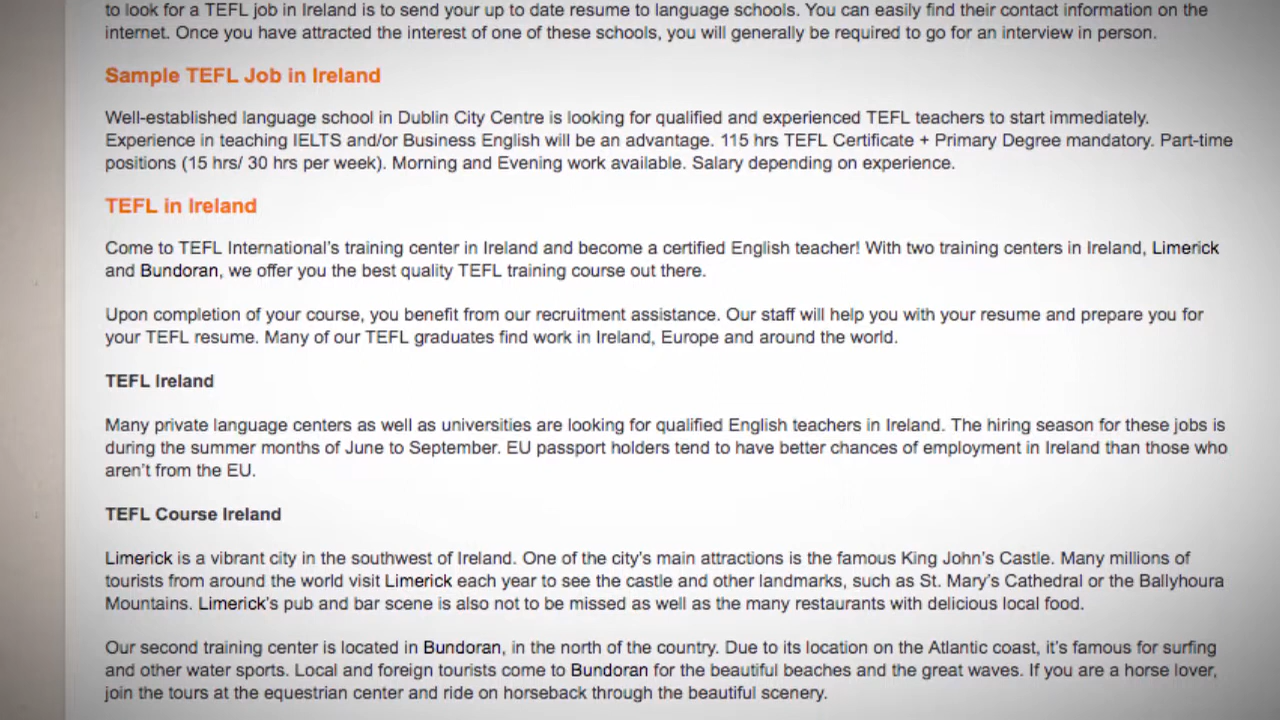 to look for a TEFL job in Ireland is to send your up to date resume to language schools. You can easily find their contact information on the
internet. Once you have attracted the interest of one of these schools, you will generally be required to go for an interview in person.
Sample TEFL Job in Ireland
Well-established language school in Dublin City Centre is looking for qualified and experienced TEFL teachers to start immediately.
Experience in teaching IELTS and/or Business English will be an advantage. 115 hrs TEFL Certificate + Primary Degree mandatory. Part-time
positions (15 hrs/ 30 hrs per week). Morning and Evening work available. Salary depending on experience.
TEFL in Ireland
Come to TEFL International's training center in Ireland and become a certified English teacher! With two training centers in Ireland, Limerick
and Bundoran, we offer you the best quality TEFL training course out there.
Upon completion of your course, you benefit from our recruitment assistance. Our staff will help you with your resume and prepare you for
your TEFL resume. Many of our TEFL graduates find work in Ireland, Europe and around the world.
TEFL Ireland
Many private language centers as well as universities are looking for qualified English teachers in Ireland. The hiring season for these jobs is
during the summer months of June to September. EU passport holders tend to have better chances of employment in Ireland than those who
aren't from the EU.
TEFL Course Ireland
Limerick is a vibrant city in the southwest of Ireland. One of the city's main attractions is the famous King John's Castle. Many millions of
tourists from around the world visit Limerick each year to see the castle and other landmarks, such as St. Mary's Cathedral or the Ballyhoura
Mountains. Limerick's pub and bar scene is also not to be missed as well as the many restaurants with delicious local food.
Our second training center is located in Bundoran, in the north of the country. Due to its location on the Atlantic coast, it's famous for surfing
and other water sports. Local and foreign tourists come to Bundoran for the beautiful beaches and the great waves. If you are a horse lover,
join the tours at the equestrian center and ride on horseback through the beautiful scenery.